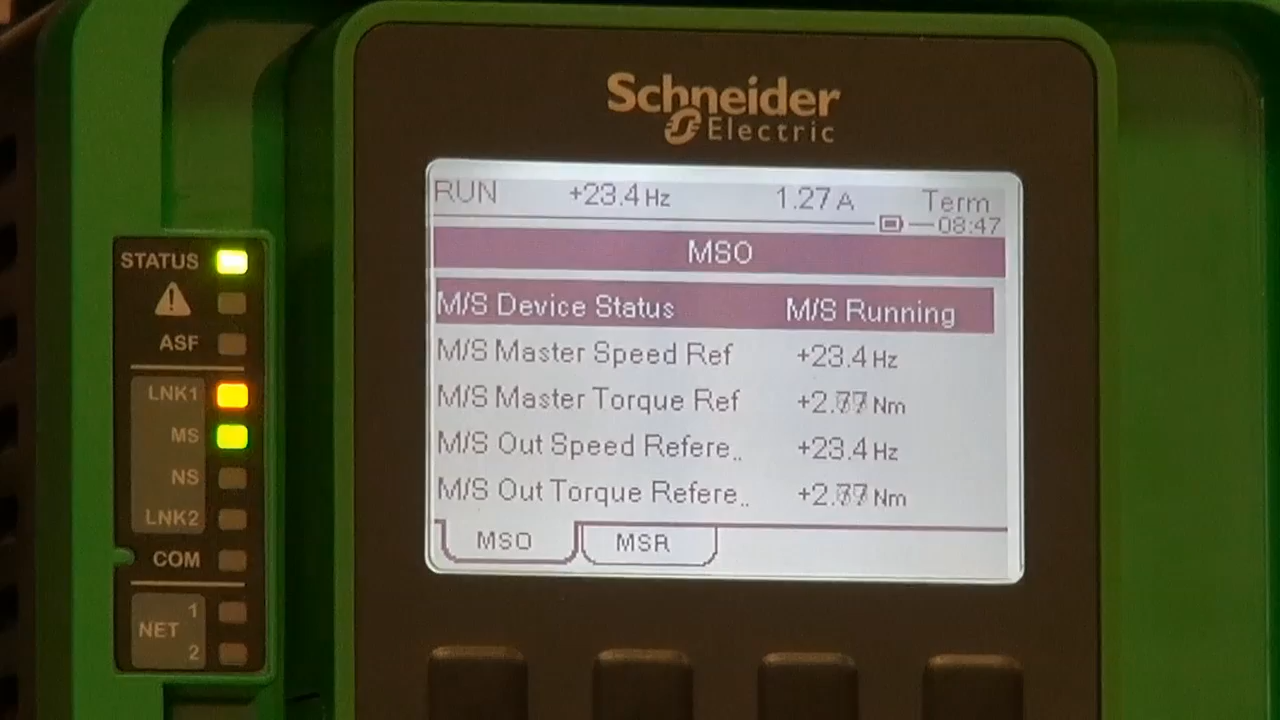 Schneider
Electric
RUN +23.4 Hz 1.27 A Term
08:47
MSO
M/S Device Status M/S Running
M/S Master Speed Ref +23.4 Hz
M/S Master Torque Ref Nm
M/S Out Speed Refere.. +23.4 Hz
M/S Out Torque Refere.. Nm
MSO MSR
STATUS
ASF
LNK1
MS
NS
LNK2
COM
1
NET
2